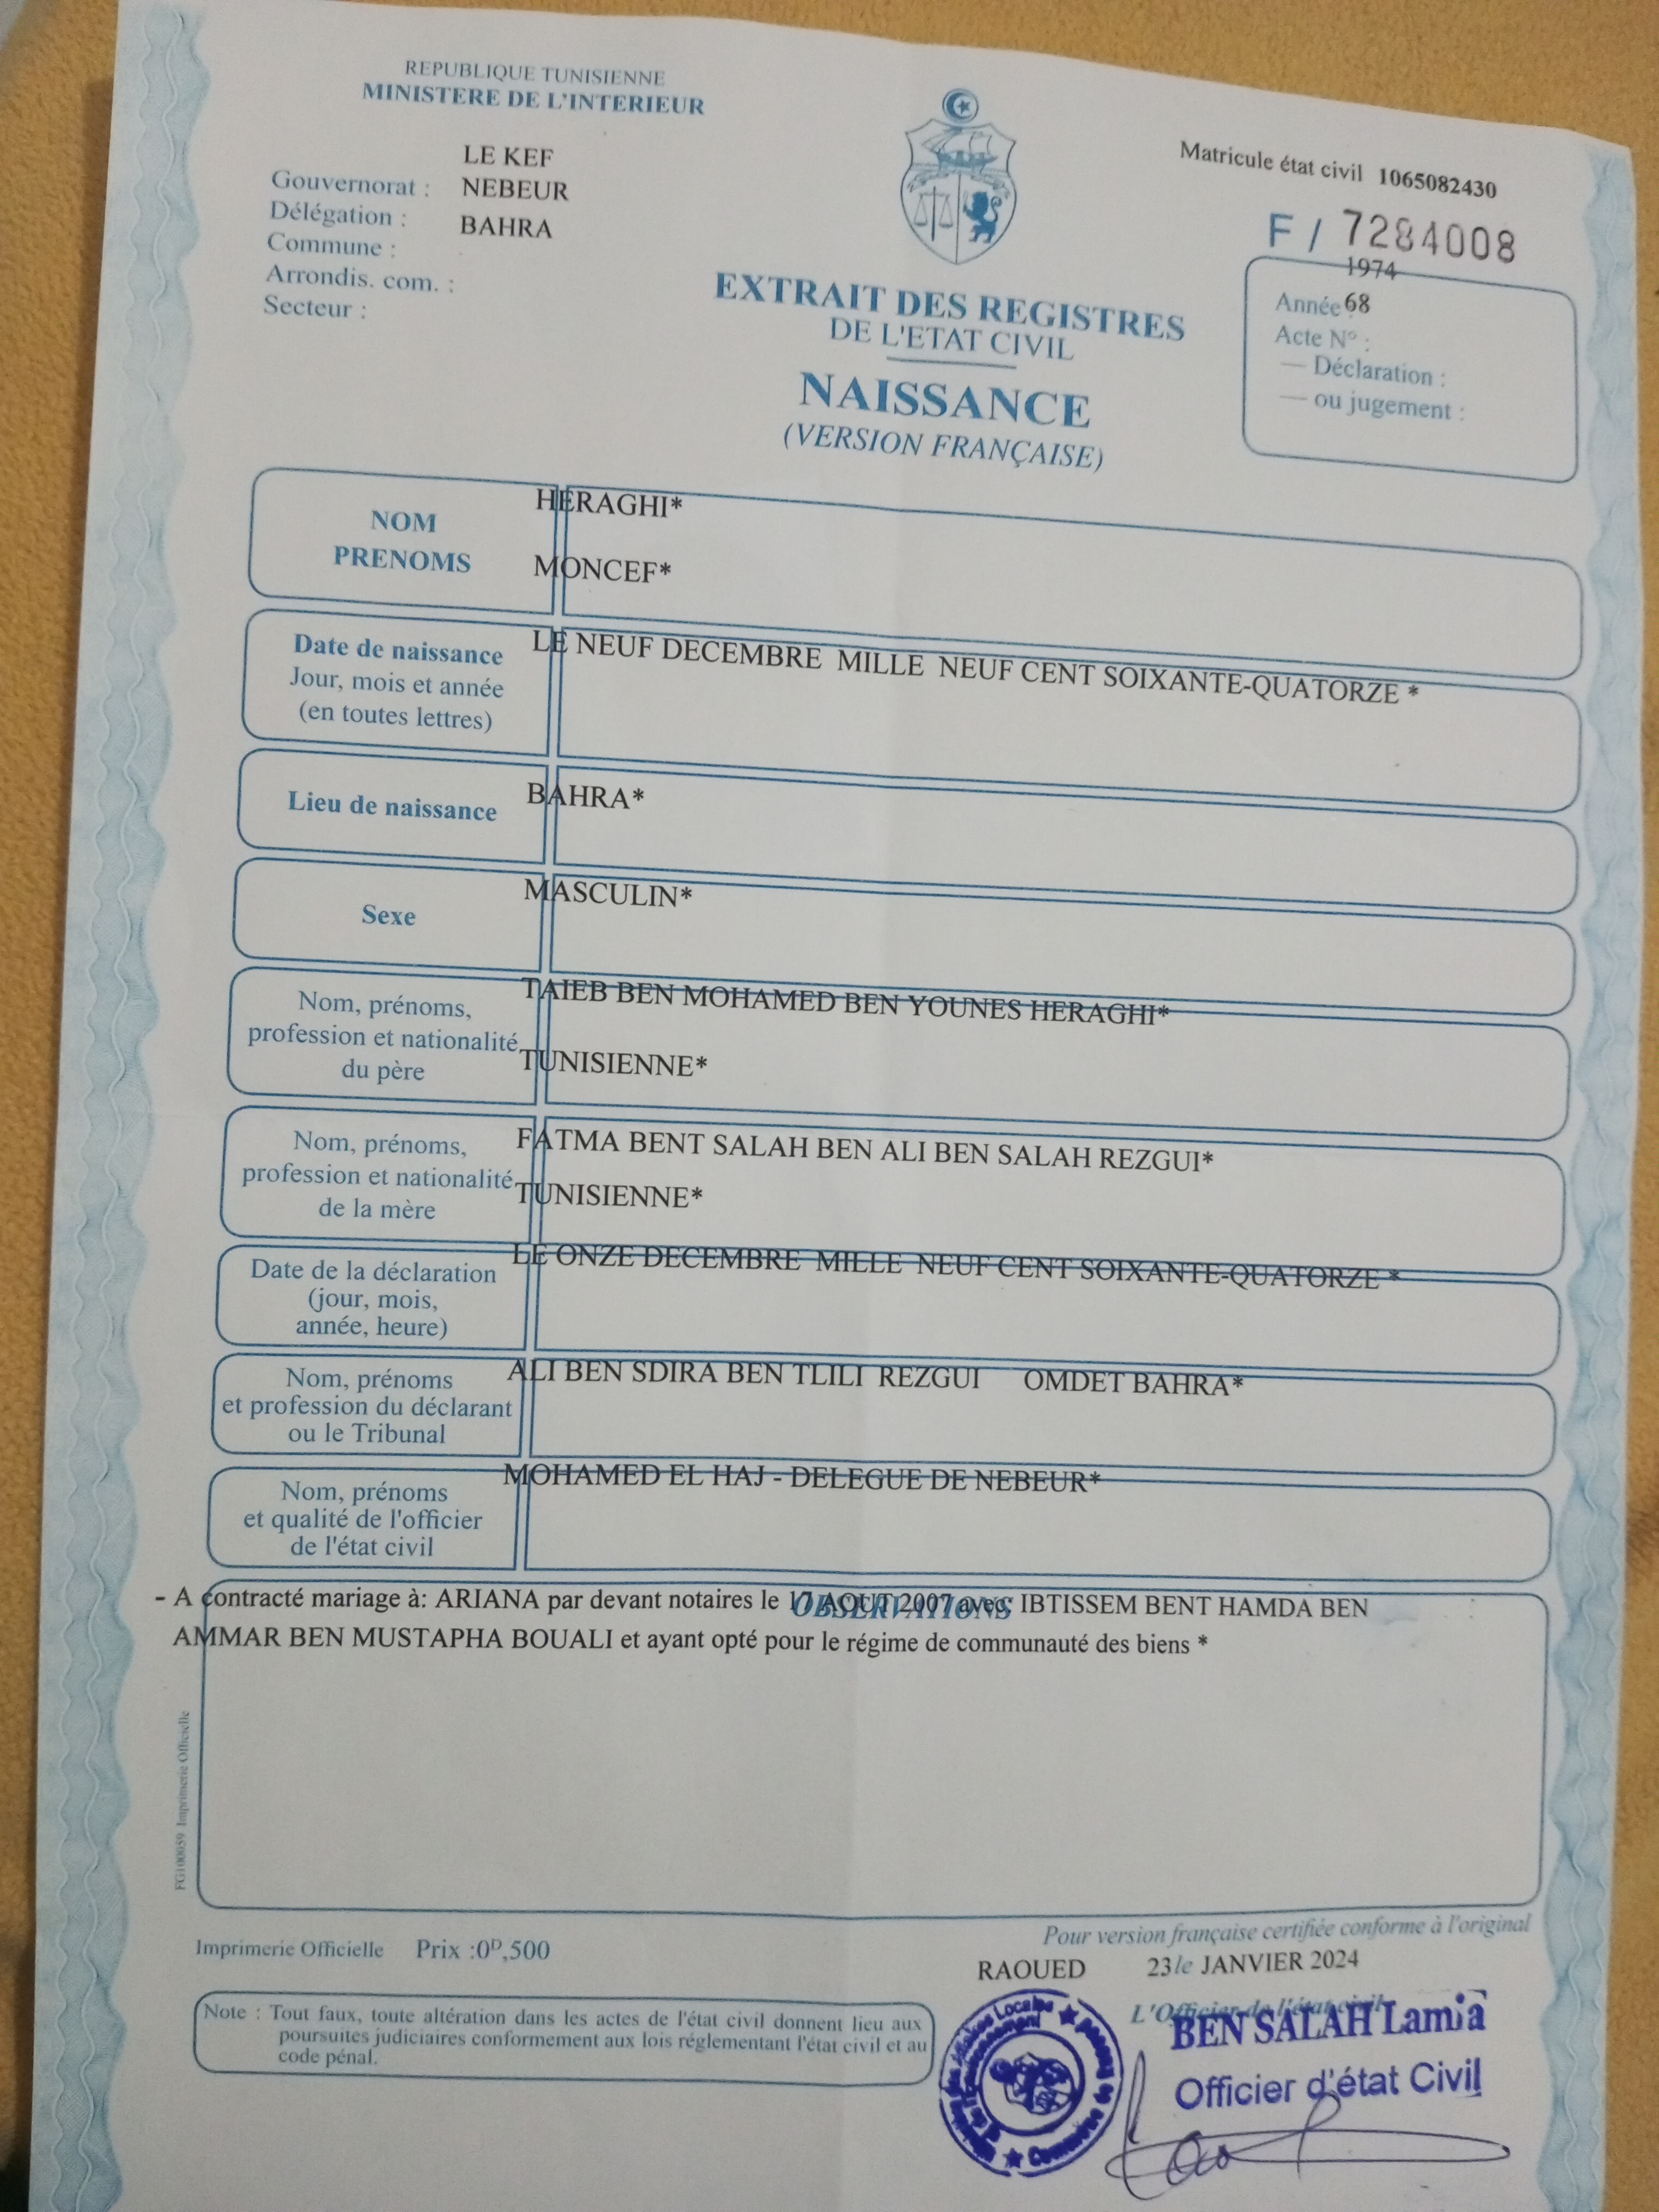 REPUBLIQUE TUNISIENNE
MINISTERE DE L'INTERIEUR
LE KEF
Gouvernorat : NEBEUR
Délégation : BAHRA
Commune :
Arrondis. com. :
Secteur :
Matricule état civil 1065082430
F / 7284008
1974
Année 68
Acte N° :
— Déclaration :
— ou jugement :
EXTRAIT DES REGISTRES
DE L'ETAT CIVIL
NAISSANCE
(VERSION FRANÇAISE)
NOM
PRENOMS
HERAGHI*
MONCEF*
Date de naissance
Jour, mois et année
(en toutes lettres)
LE NEUF DECEMBRE MILLE NEUF CENT SOIXANTE-QUATORZE *
Lieu de naissance
BAHRA*
Sexe
MASCULIN*
Nom, prénoms,
profession et nationalité
du père
TAIEB BEN MOHAMED BEN YOUNES HERAGHI*
TUNISIENNE*
Nom, prénoms,
profession et nationalité
de la mère
FATMA BENT SALAH BEN ALI BEN SALAH REZGUI*
TUNISIENNE*
Date de la déclaration
(jour, mois,
année, heure)
LE ONZE DECEMBRE MILLE NEUF CENT SOIXANTE-QUATORZE *
Nom, prénoms
et profession du déclarant
ou le Tribunal
ALI BEN SDIRA BEN TLILI REZGUI OMDET BAHRA*
Nom, prénoms
et qualité de l'officier
de l'état civil
MOHAMED EL HAJ - DELEGUE DE NEBEUR*
OBSERVATIONS
- A contracté mariage à: ARIANA par devant notaires le 17 AOUT 2007 avec: IBTISSEM BENT HAMDA BEN
AMMAR BEN MUSTAPHA BOUALI et ayant opté pour le régime de communauté des biens *
FG100059 Imprimerie Officielle
Imprimerie Officielle Prix :0ᴰ,500
Pour version française certifiée conforme à l'original
RAOUED 23 le JANVIER 2024
L'Officier de l'état civil
BEN SALAH Lamia
Officier d'état Civil
Note : Tout faux, toute altération dans les actes de l'état civil donnent lieu aux
poursuites judiciaires conformement aux lois réglementant l'état civil et au
code pénal.
des Affaires Locales
Commune de Raoued